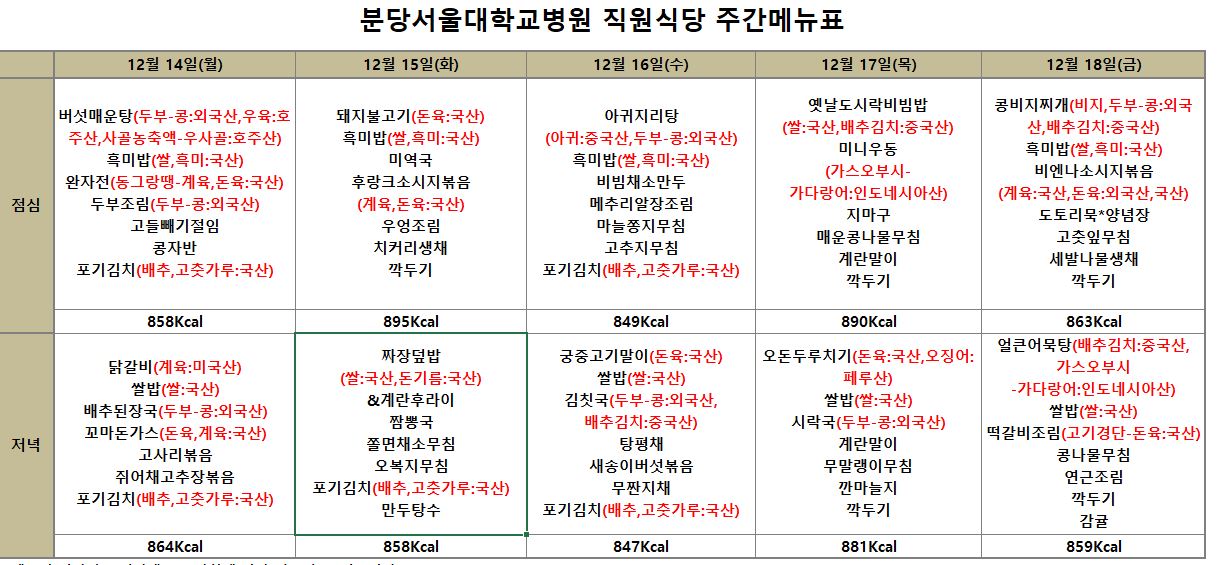 분당서울대학교병원 직원식당 주간메뉴표
12월 14일(월)
12월 15일(화)
12월 16일(수)
12월 17일(목)
12월 18일(금)
점심
버섯매운탕(두부-콩:외국산,우육:호
주산,사골농축액-우사골:호주산)
흑미밥(쌀,흑미:국산)
완자전(동그랑땡-계육,돈육:국산)
두부조림(두부-콩:외국산)
고들빼기절임
콩자반
포기김치(배추,고춧가루:국산)
돼지불고기(돈육:국산)
흑미밥(쌀,흑미:국산)
미역국
후랑크소시지볶음
(계육,돈육:국산)
우엉조림
치커리생채
깍두기
아귀지리탕
(아귀:중국산,두부-콩:외국산)
흑미밥(쌀,흑미:국산)
비빔채소만두
메추리알장조림
마늘쫑지무침
고추지무침
포기김치(배추,고춧가루:국산)
옛날도시락비빔밥
(쌀:국산,배추김치:중국산)
미니우동
(가스오부시-
가다랑어:인도네시아산)
지마구
매운콩나물무침
계란말이
깍두기
콩비지찌개(비지,두부-콩:외국
산,배추김치:중국산)
흑미밥(쌀,흑미:국산)
비엔나소시지볶음
(계육:국산,돈육:외국산,국산)
도토리묵*양념장
고춧잎무침
세발나물생채
깍두기
858Kcal
895Kcal
849Kcal
890Kcal
863Kcal
저녁
닭갈비(계육:미국산)
쌀밥(쌀:국산)
배추된장국(두부-콩:외국산)
꼬마돈가스(돈육,계육:국산)
고사리볶음
쥐어채고추장볶음
포기김치(배추,고춧가루:국산)
짜장덮밥
(쌀:국산,돈기름:국산)
&계란후라이
짬뽕국
쫄면채소무침
오복지무침
포기김치(배추,고춧가루:국산)
만두탕수
궁중고기말이(돈육:국산)
쌀밥(쌀:국산)
김칫국(두부-콩:외국산,
배추김치:중국산)
탕평채
새송이버섯볶음
무짠지채
포기김치(배추,고춧가루:국산)
오돈두루치기(돈육:국산,오징어:
페루산)
쌀밥(쌀:국산)
시락국(두부-콩:외국산)
계란말이
무말랭이무침
깐마늘지
깍두기
얼큰어묵탕(배추김치:중국산,
가스오부시
-가다랑어:인도네시아산)
쌀밥(쌀:국산)
떡갈비조림(고기경단-돈육:국산)
콩나물무침
연근조림
깍두기
감귤
864Kcal
858Kcal
847Kcal
881Kcal
859Kcal